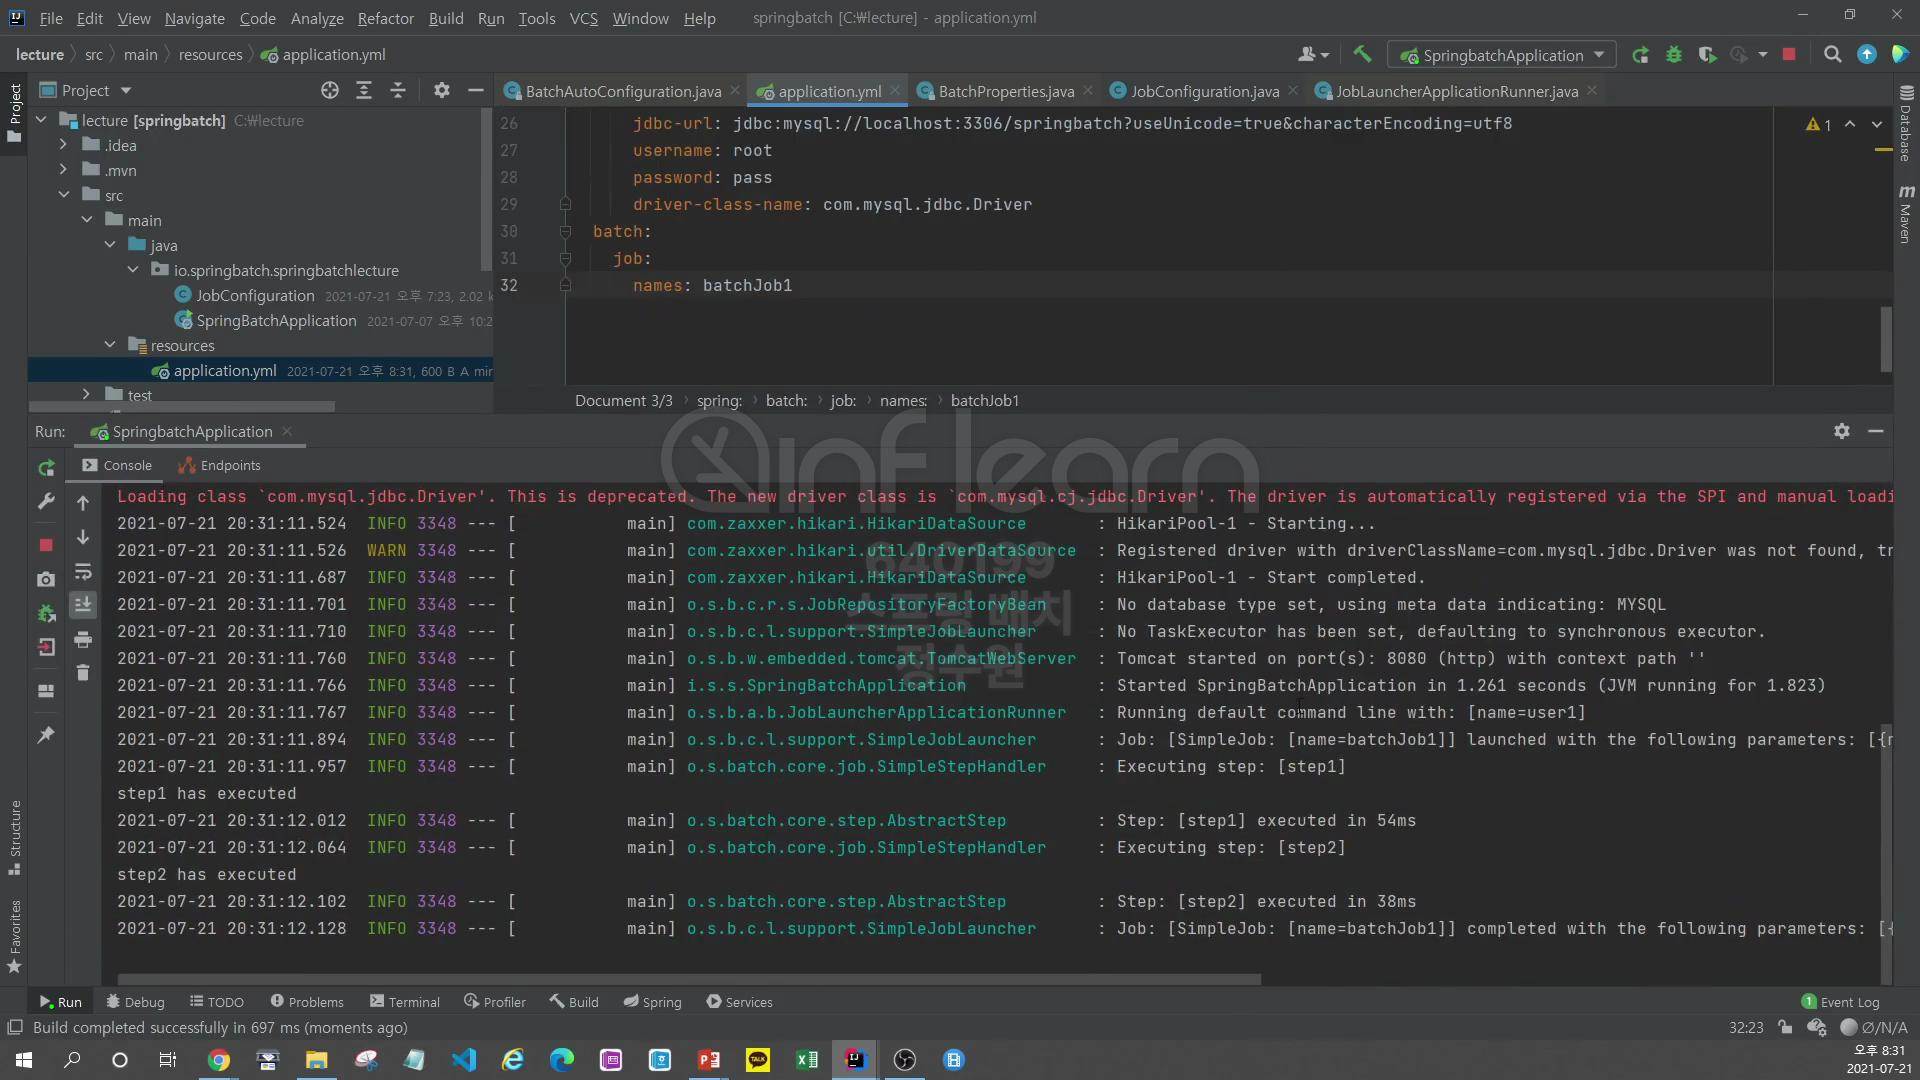 File Edit View Navigate Code Analyze Refactor Build Run Tools VCS Window Help springbatch [C:₩lecture] - application.yml
lecture src main resources application.yml SpringbatchApplication
Project Project BatchAutoConfiguration.java application.yml BatchProperties.java JobConfiguration.java JobLauncherApplicationRunner.java
lecture [springbatch] C:₩lecture
.idea
.mvn
src
main
java
io.springbatch.springbatchlecture
JobConfiguration 2021-07-21 오후 7:23, 2.02 k
SpringBatchApplication 2021-07-07 오후 10:2
resources
application.yml 2021-07-21 오후 8:31, 600 B A min
test
26 jdbc-url: jdbc:mysql://localhost:3306/springbatch?useUnicode=true&characterEncoding=utf8
27 username: root
28 password: pass
29 driver-class-name: com.mysql.jdbc.Driver
30 batch:
31 job:
32 names: batchJob1
1
Database
Maven
Document 3/3 spring: batch: job: names: batchJob1
Run: SpringbatchApplication
Console Endpoints
inflearn
640199
스프링 배치
정수원
Loading class `com.mysql.jdbc.Driver'. This is deprecated. The new driver class is `com.mysql.cj.jdbc.Driver'. The driver is automatically registered via the SPI and manual loadi
2021-07-21 20:31:11.524 INFO 3348 --- [ main] com.zaxxer.hikari.HikariDataSource : HikariPool-1 - Starting...
2021-07-21 20:31:11.526 WARN 3348 --- [ main] com.zaxxer.hikari.util.DriverDataSource : Registered driver with driverClassName=com.mysql.jdbc.Driver was not found, tr
2021-07-21 20:31:11.687 INFO 3348 --- [ main] com.zaxxer.hikari.HikariDataSource : HikariPool-1 - Start completed.
2021-07-21 20:31:11.701 INFO 3348 --- [ main] o.s.b.c.r.s.JobRepositoryFactoryBean : No database type set, using meta data indicating: MYSQL
2021-07-21 20:31:11.710 INFO 3348 --- [ main] o.s.b.c.l.support.SimpleJobLauncher : No TaskExecutor has been set, defaulting to synchronous executor.
2021-07-21 20:31:11.760 INFO 3348 --- [ main] o.s.b.w.embedded.tomcat.TomcatWebServer : Tomcat started on port(s): 8080 (http) with context path ''
2021-07-21 20:31:11.766 INFO 3348 --- [ main] i.s.s.SpringBatchApplication : Started SpringBatchApplication in 1.261 seconds (JVM running for 1.823)
2021-07-21 20:31:11.767 INFO 3348 --- [ main] o.s.b.a.b.JobLauncherApplicationRunner : Running default command line with: [name=user1]
2021-07-21 20:31:11.894 INFO 3348 --- [ main] o.s.b.c.l.support.SimpleJobLauncher : Job: [SimpleJob: [name=batchJob1]] launched with the following parameters: [{n
2021-07-21 20:31:11.957 INFO 3348 --- [ main] o.s.batch.core.job.SimpleStepHandler : Executing step: [step1]
step1 has executed
2021-07-21 20:31:12.012 INFO 3348 --- [ main] o.s.batch.core.step.AbstractStep : Step: [step1] executed in 54ms
2021-07-21 20:31:12.064 INFO 3348 --- [ main] o.s.batch.core.job.SimpleStepHandler : Executing step: [step2]
step2 has executed
2021-07-21 20:31:12.102 INFO 3348 --- [ main] o.s.batch.core.step.AbstractStep : Step: [step2] executed in 38ms
2021-07-21 20:31:12.128 INFO 3348 --- [ main] o.s.b.c.l.support.SimpleJobLauncher : Job: [SimpleJob: [name=batchJob1]] completed with the following parameters: [{
Structure
Favorites
Run Debug TODO Problems Terminal Profiler Build Spring Services 1 Event Log
Build completed successfully in 697 ms (moments ago) 32:23 Ø/N/A
TALK
오후 8:31
2021-07-21